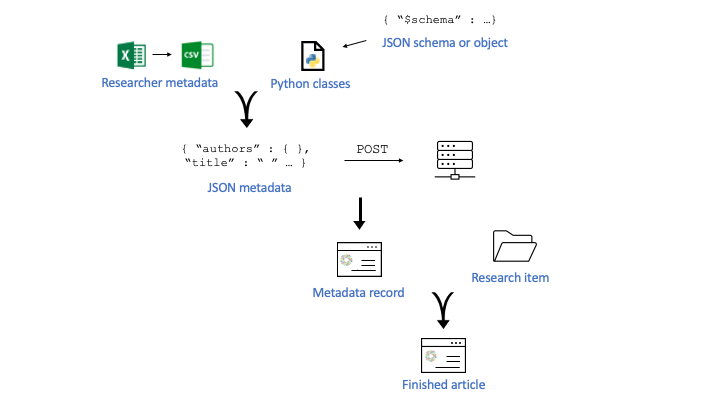 { “$schema” : …}
JSON schema or object
CSV
Researcher metadata
Python classes
{ “authors” : { },
“title” : “ ” … }
POST
JSON metadata
Research item
Metadata record
Finished article